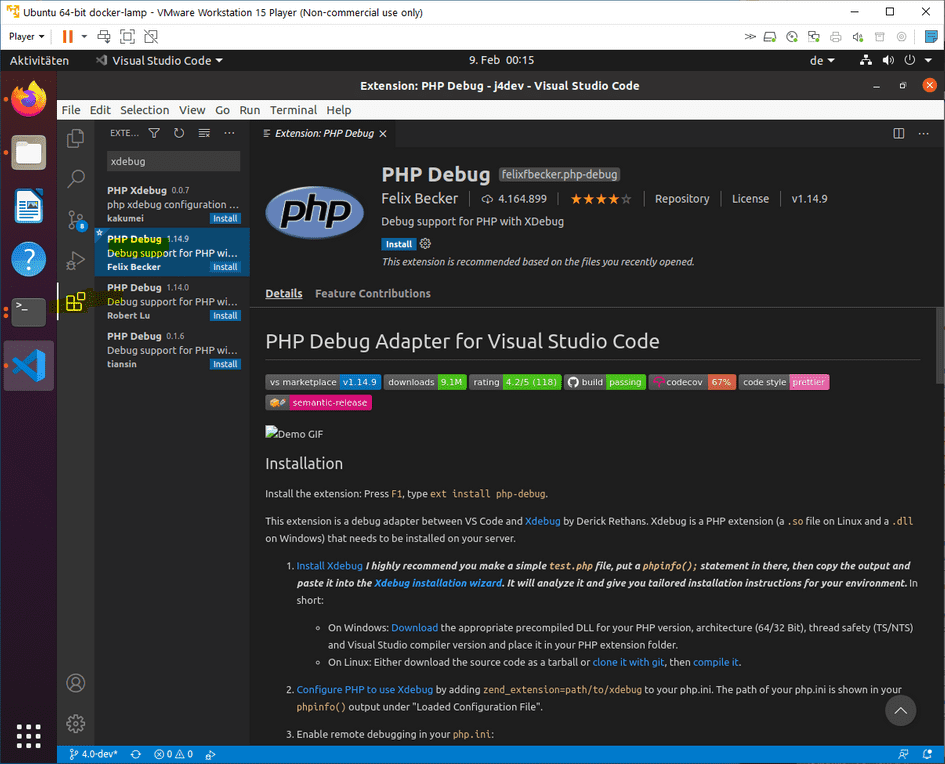 Ubuntu 64-bit docker-lamp - VMware Workstation 15 Player (Non-commercial use only)
Player
Aktivitäten
Visual Studio Code
9. Feb 00:15
de
Extension: PHP Debug - j4dev - Visual Studio Code
File Edit Selection View Go Run Terminal Help
EXTE...
Extension: PHP Debug
xdebug
PHP Xdebug 0.0.7
php xdebug configuration ...
kakumei
Install
PHP Debug 1.14.9
Debug support for PHP wi...
Felix Becker
Install
PHP Debug 1.14.0
Debug support for PHP wi...
Robert Lu
Install
PHP Debug 0.1.6
Debug support for PHP wi...
tiansin
Install
8
php
PHP Debug felixfbecker.php-debug
Felix Becker 4.164.899 ★★★★☆ Repository License v1.14.9
Debug support for PHP with XDebug
Install
This extension is recommended based on the files you recently opened.
Details Feature Contributions
PHP Debug Adapter for Visual Studio Code
vs marketplace v1.14.9 downloads 9.1M rating 4.2/5 (118) build passing codecov 67% code style prettier
semantic-release
Demo GIF
Installation
Install the extension: Press F1, type ext install php-debug.
This extension is a debug adapter between VS Code and Xdebug by Derick Rethans. Xdebug is a PHP extension (a .so file on Linux and a .dll
on Windows) that needs to be installed on your server.
1. Install Xdebug I highly recommend you make a simple test.php file, put a phpinfo(); statement in there, then copy the output and
paste it into the Xdebug installation wizard. It will analyze it and give you tailored installation instructions for your environment. In
short:
◦ On Windows: Download the appropriate precompiled DLL for your PHP version, architecture (64/32 Bit), thread safety (TS/NTS)
and Visual Studio compiler version and place it in your PHP extension folder.
◦ On Linux: Either download the source code as a tarball or clone it with git, then compile it.
2. Configure PHP to use Xdebug by adding zend_extension=path/to/xdebug to your php.ini. The path of your php.ini is shown in your
phpinfo() output under "Loaded Configuration File".
3. Enable remote debugging in your php.ini:
4.0-dev* 0 0